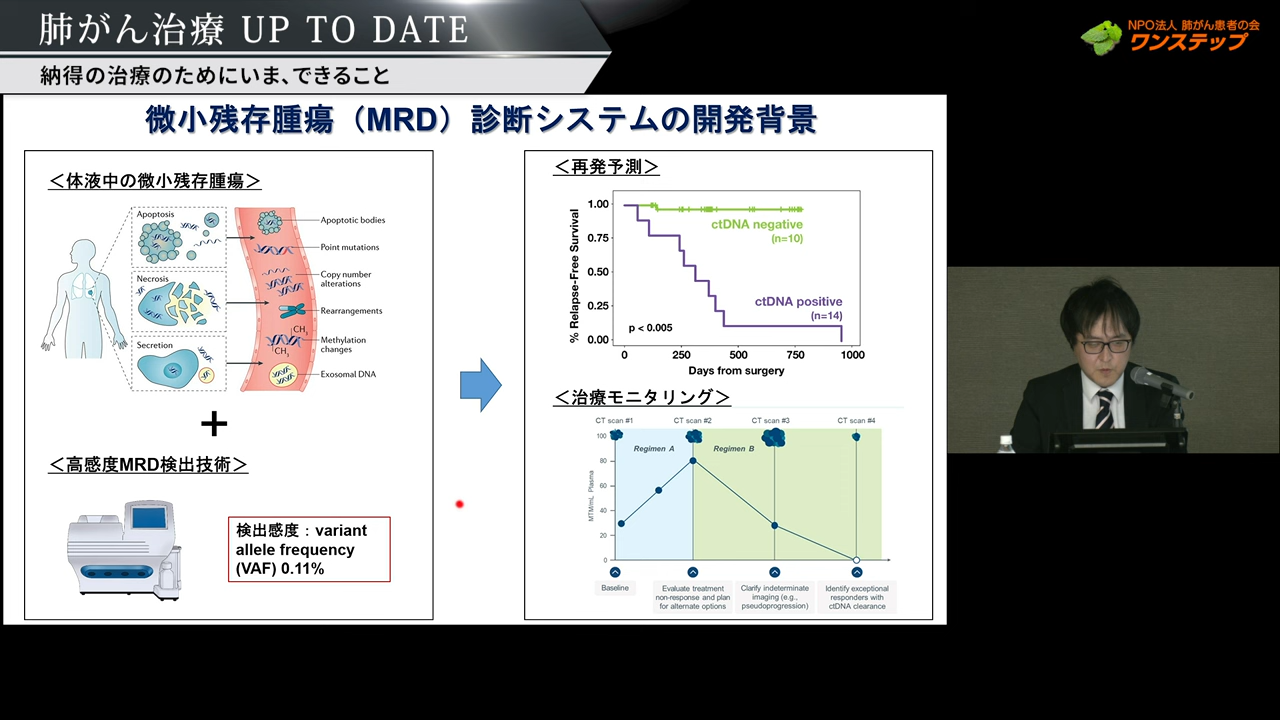 肺がん治療 UP TO DATE
納得の治療のためにいま、できること
NPO法人 肺がん患者の会
ワンステップ
微小残存腫瘍（MRD）診断システムの開発背景
＜体液中の微小残存腫瘍＞
Apoptosis
Necrosis
Secretion
Apoptotic bodies
Point mutations
Copy number
alterations
Rearrangements
CH3
CH3
Methylation
changes
Exosomal DNA
+
＜高感度MRD検出技術＞
検出感度：variant
allele frequency
(VAF) 0.11%
＜再発予測＞
% Relapse-Free Survival
1.00
0.75
0.50
0.25
0.00
ctDNA negative
(n=10)
ctDNA positive
(n=14)
p < 0.005
0 250 500 750 1000
Days from surgery
＜治療モニタリング＞
CT scan #1 CT scan #2 CT scan #3 CT scan #4
Regimen A Regimen B
MTM/mL Plasma
100
80
60
40
20
0
Baseline
Evaluate treatment
non-response and plan
for alternate options
Clarify indeterminate
imaging (e.g.,
pseudoprogression)
Identify exceptional
responders with
ctDNA clearance